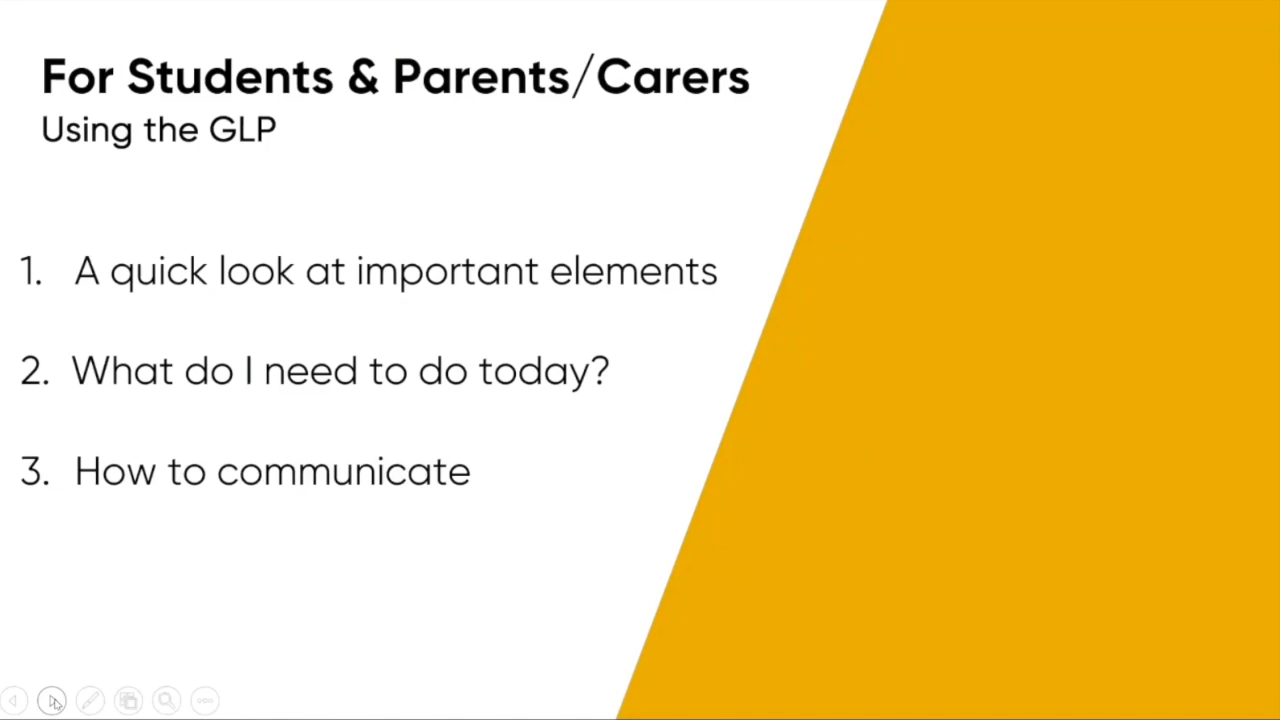 For Students & Parents/Carers
Using the GLP
1. A quick look at important elements
2. What do I need to do today?
3. How to communicate